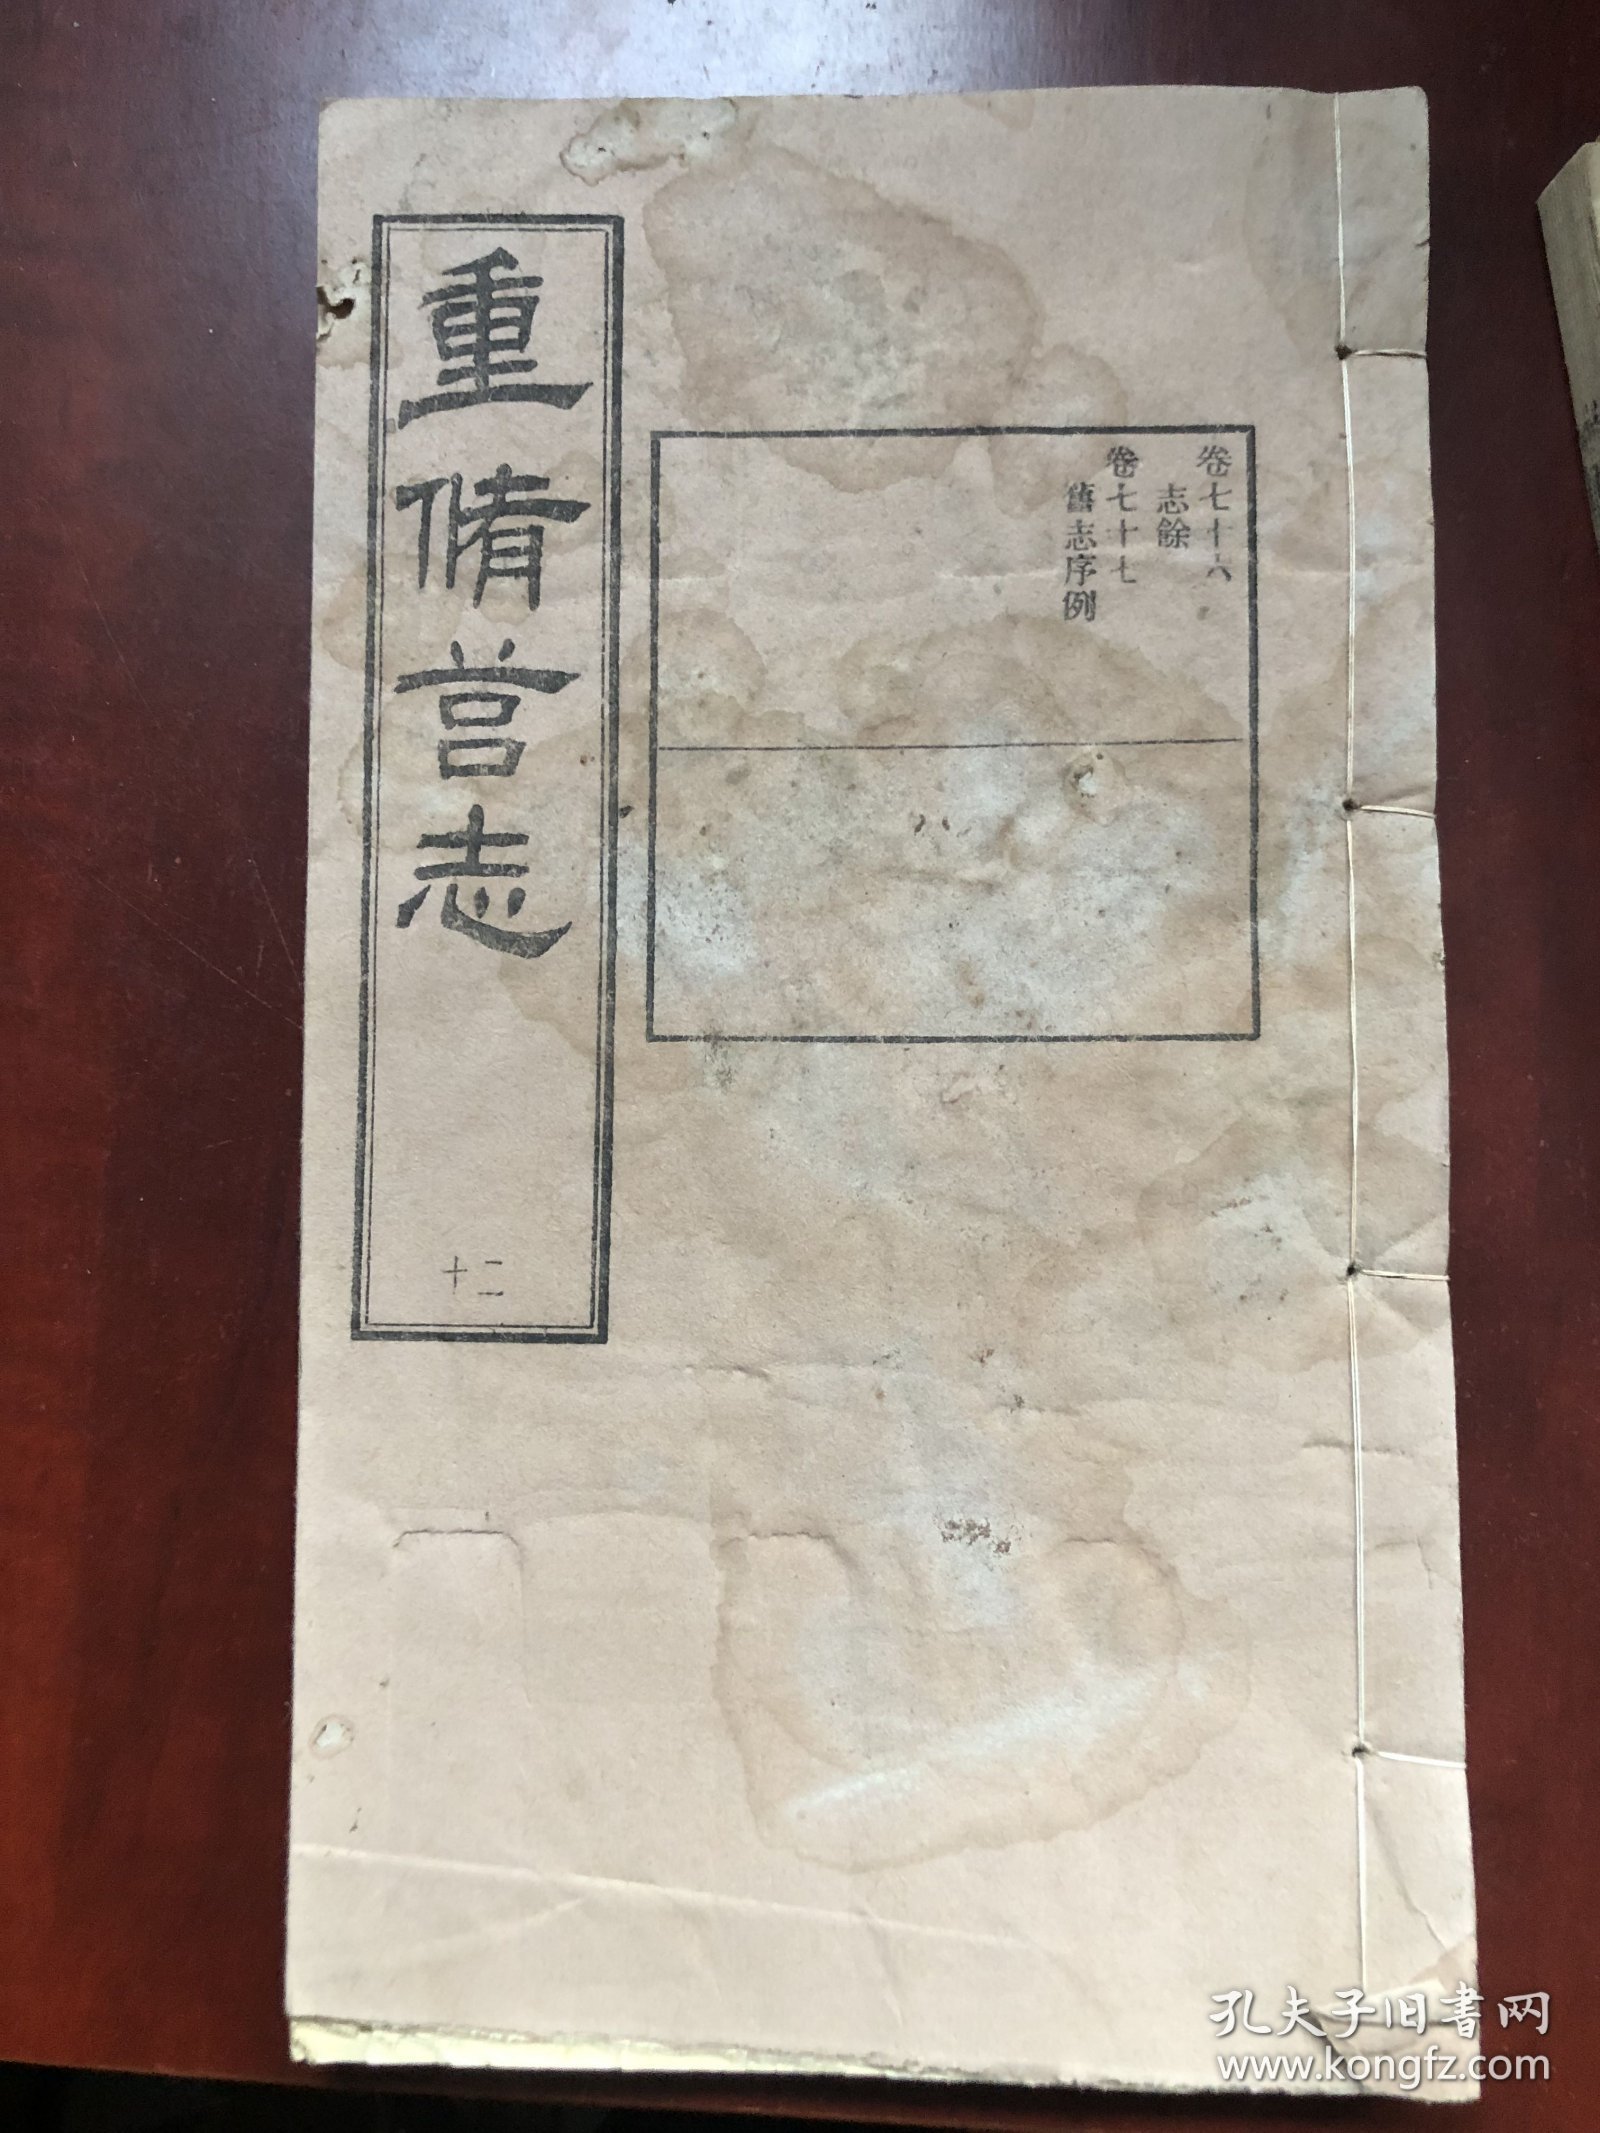 卷七十六
志餘
卷七十七
舊志序例
重脩莒志
十二
孔夫子旧书网
www.kongfz.com